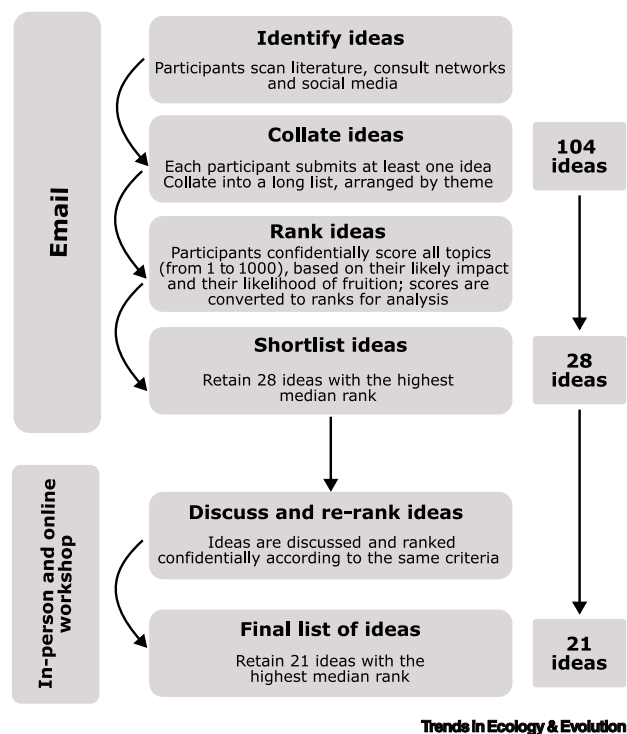 Email
Identify ideas
Participants scan literature, consult networks
and social media
Collate ideas
Each participant submits at least one idea
Collate into a long list, arranged by theme
104
ideas
Rank ideas
Participants confidentially score all topics
(from 1 to 1000), based on their likely impact
and their likelihood of fruition; scores are
converted to ranks for analysis
Shortlist ideas
Retain 28 ideas with the highest
median rank
28
ideas
In-person and online
workshop
Discuss and re-rank ideas
Ideas are discussed and ranked
confidentially according to the same criteria
Final list of ideas
Retain 21 ideas with the
highest median rank
21
ideas
Trends in Ecology & Evolution